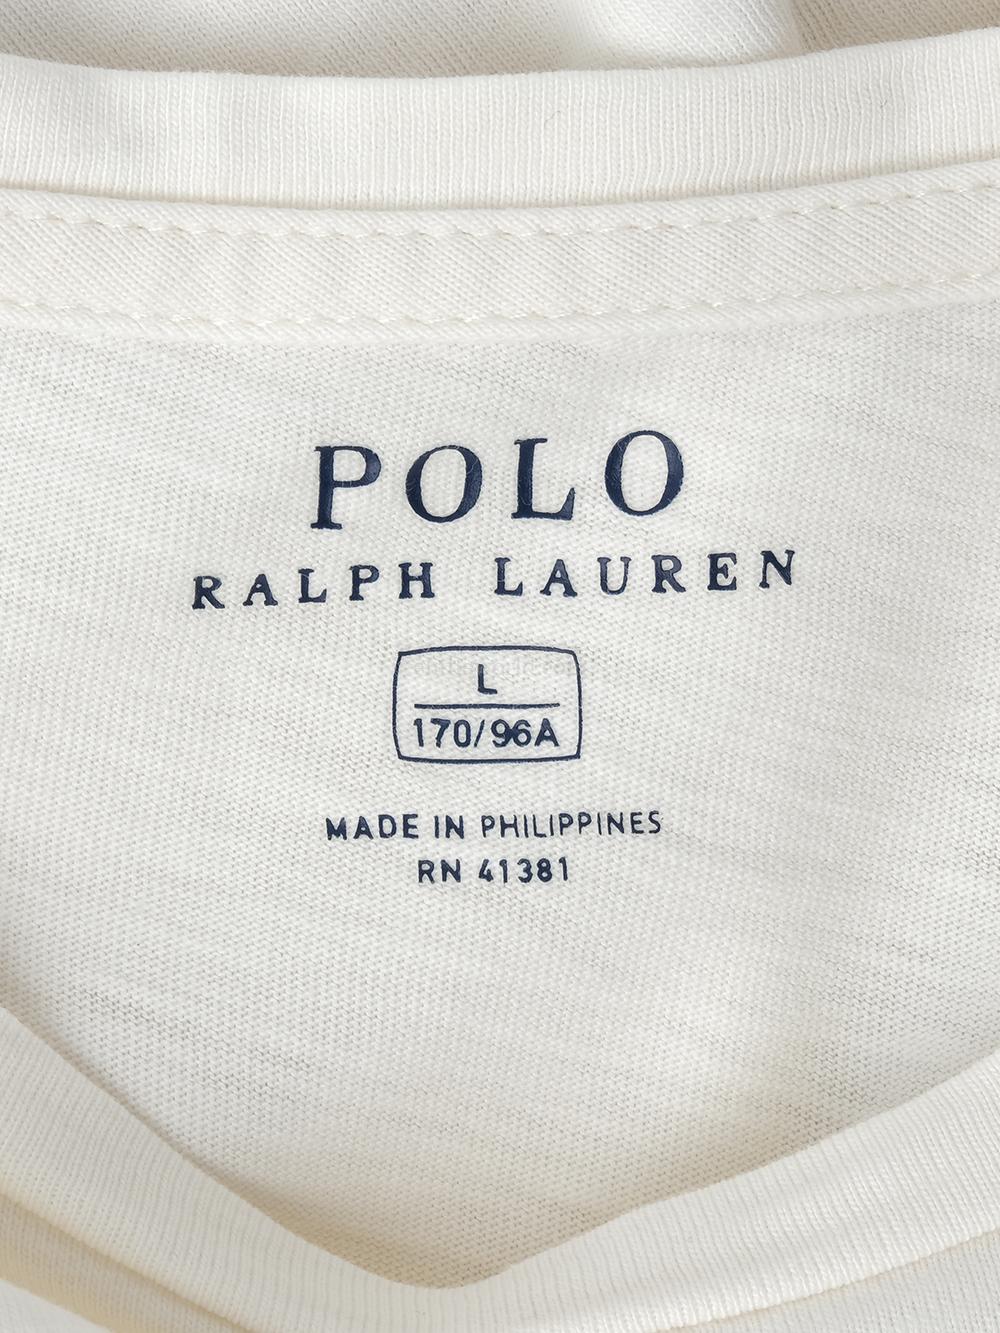 POLO
RALPH LAUREN
L
170/96A
MADE IN PHILIPPINES
RN 41381